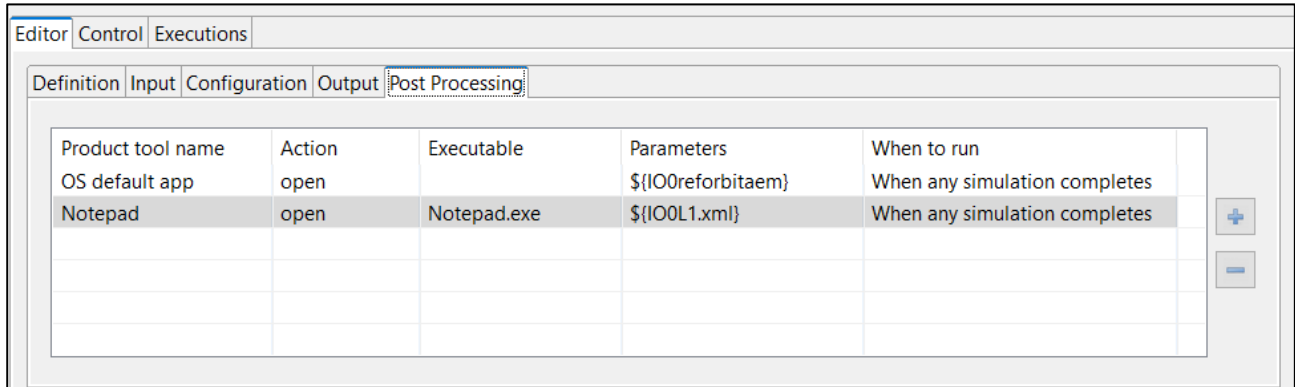 Editor Control Executions
Definition Input Configuration Output Post Processing
Product tool name Action Executable Parameters When to run
OS default app open ${IO0reforbitaem} When any simulation completes
Notepad open Notepad.exe ${IO0L1.xml} When any simulation completes